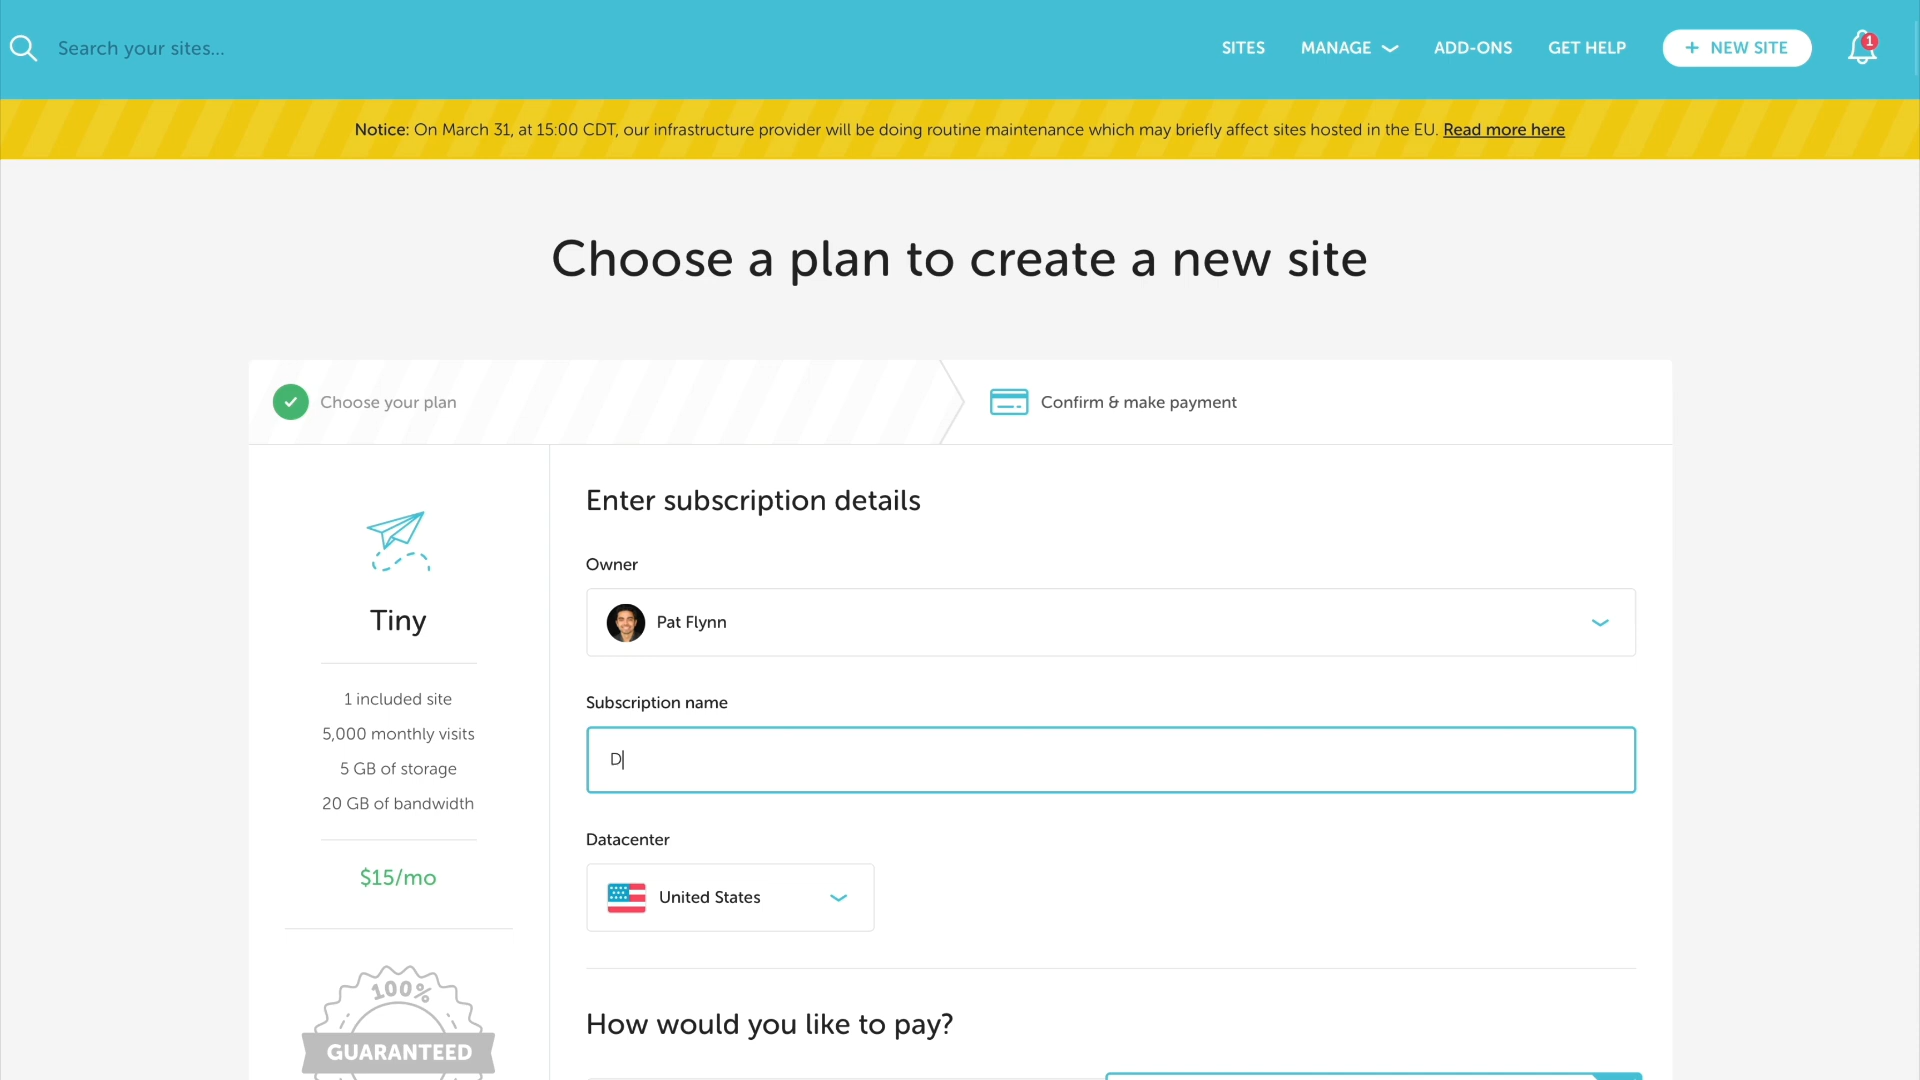 Search your sites...
SITES
MANAGE
ADD-ONS
GET HELP
+ NEW SITE
1
Notice: On March 31, at 15:00 CDT, our infrastructure provider will be doing routine maintenance which may briefly affect sites hosted in the EU. Read more here
Choose a plan to create a new site
Choose your plan
Confirm & make payment
Tiny
1 included site
5,000 monthly visits
5 GB of storage
20 GB of bandwidth
$15/mo
100%
GUARANTEED
Enter subscription details
Owner
Pat Flynn
Subscription name
D
Datacenter
United States
How would you like to pay?